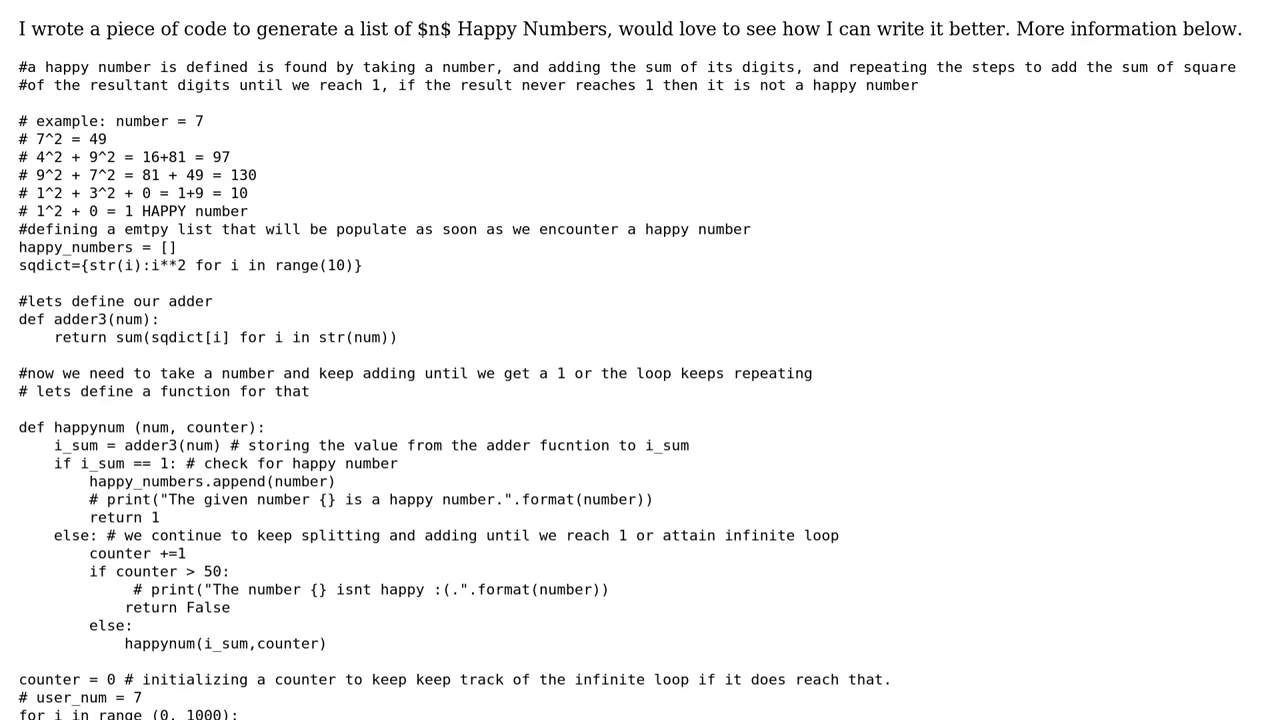 I wrote a piece of code to generate a list of $n$ Happy Numbers, would love to see how I can write it better. More information below.
#a happy number is defined is found by taking a number, and adding the sum of its digits, and repeating the steps to add the sum of square
#of the resultant digits until we reach 1, if the result never reaches 1 then it is not a happy number
# example: number = 7
# 7^2 = 49
# 4^2 + 9^2 = 16+81 = 97
# 9^2 + 7^2 = 81 + 49 = 130
# 1^2 + 3^2 + 0 = 1+9 = 10
# 1^2 + 0 = 1 HAPPY number
#defining a emtpy list that will be populate as soon as we encounter a happy number
happy_numbers = []
sqdict={str(i):i**2 for i in range(10)}
#lets define our adder
def adder3(num):
    return sum(sqdict[i] for i in str(num))
#now we need to take a number and keep adding until we get a 1 or the loop keeps repeating
# lets define a function for that
def happynum (num, counter):
    i_sum = adder3(num) # storing the value from the adder fucntion to i_sum
    if i_sum == 1: # check for happy number
        happy_numbers.append(number)
        # print("The given number {} is a happy number.".format(number))
        return 1
    else: # we continue to keep splitting and adding until we reach 1 or attain infinite loop
        counter +=1
        if counter > 50:
             # print("The number {} isnt happy :(.".format(number))
            return False
        else:
            happynum(i_sum,counter)
counter = 0 # initializing a counter to keep keep track of the infinite loop if it does reach that.
# user_num = 7
for i in range (0, 1000):